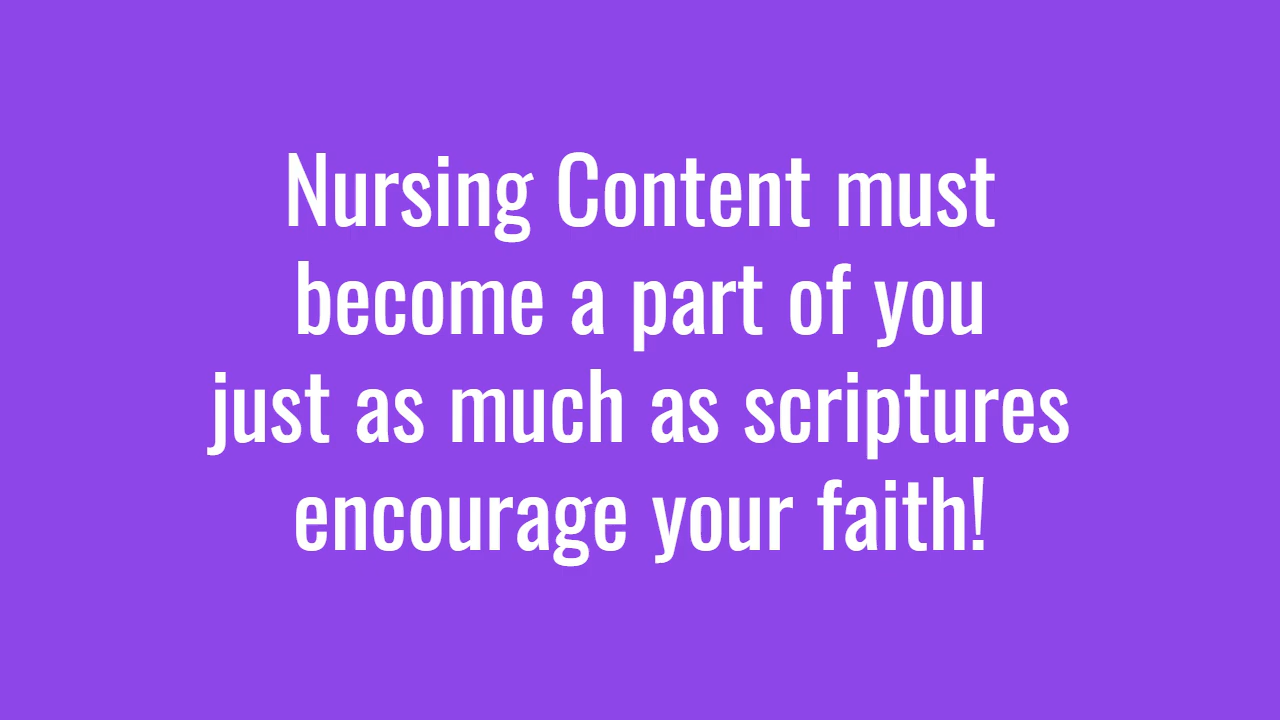 Nursing Content must
become a part of you
just as much as scriptures
encourage your faith!